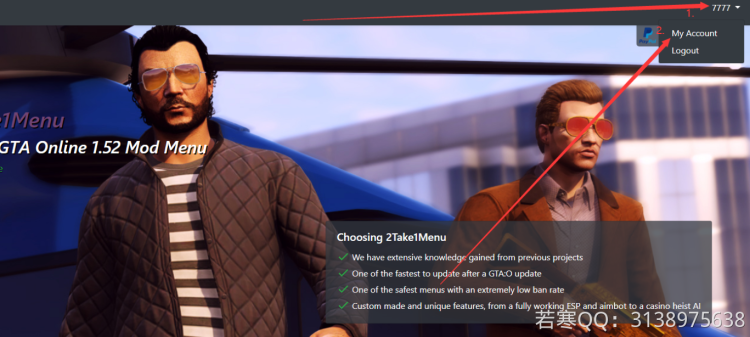 7777
1.
2.
My Account
Logout
e1Menu
GTA Online 1.52 Mod Menu
e
Choosing 2Take1Menu
We have extensive knowledge gained from previous projects
One of the fastest to update after a GTA:O update
One of the safest menus with an extremely low ban rate
Custom made and unique features, from a fully working ESP and aimbot to a casino heist AI
若寒QQ：3138975638